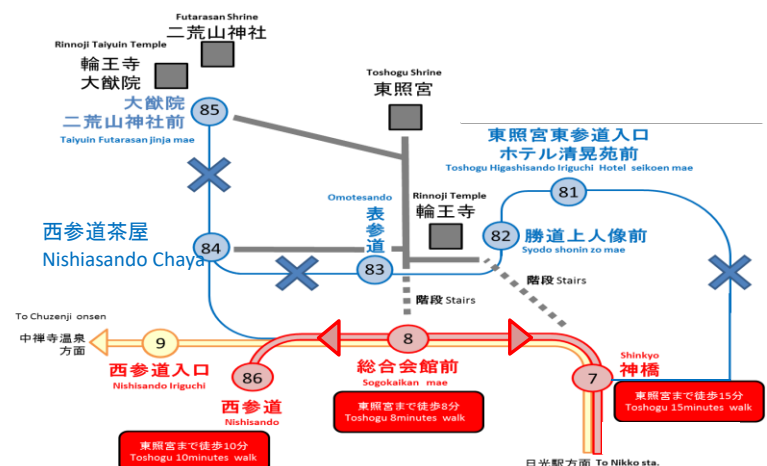 Futarasan Shrine
二荒山神社
Rinnoji Taiyuin Temple
輪王寺
大猷院
Toshogu Shrine
東照宮
大猷院
二荒山神社前
Taiyuin Futarasan jinja mae
85
東照宮東参道入口
ホテル清晃苑前
Toshogu Higashisando Iriguchi Hotel seikoen mae
81
Omotesando
表参道
83
Rinnoji Temple
輪王寺
82
勝道上人像前
Syodo shonin zo mae
西参道茶屋
Nishiasando Chaya
84
階段 Stairs
階段 Stairs
To Chuzenji onsen
中禅寺温泉
方面
9
西参道入口
Nishisando Iriguchi
86
西参道
Nishisando
8
総合会館前
Sogokaikan mae
Shinkyo
神橋
7
東照宮まで徒歩8分
Toshogu 8minutes walk
東照宮まで徒歩15分
Toshogu 15minutes walk
東照宮まで徒歩10分
Toshogu 10minutes walk
日光駅方面 To Nikko sta.